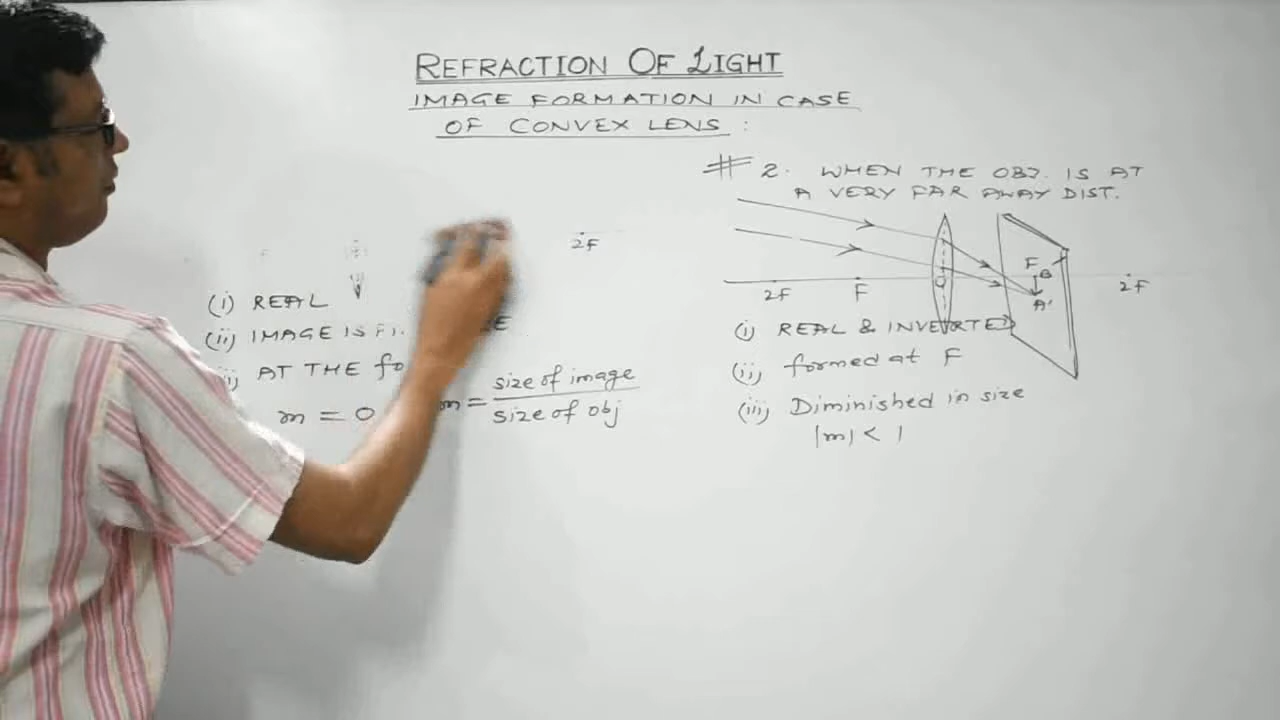 REFRACTION OF LIGHT
IMAGE FORMATION IN CASE
OF CONVEX LENS :
# 2. WHEN THE OBJ. IS AT
A VERY FAR AWAY DIST.
2F
(i) REAL
(ii) IMAGE IS
AT THE
m = 0
m = size of image
size of obj
2F F O F B A' 2F
(i) REAL & INVERTED
(ii) formed at F
(iii) Diminished in size
|m| < 1